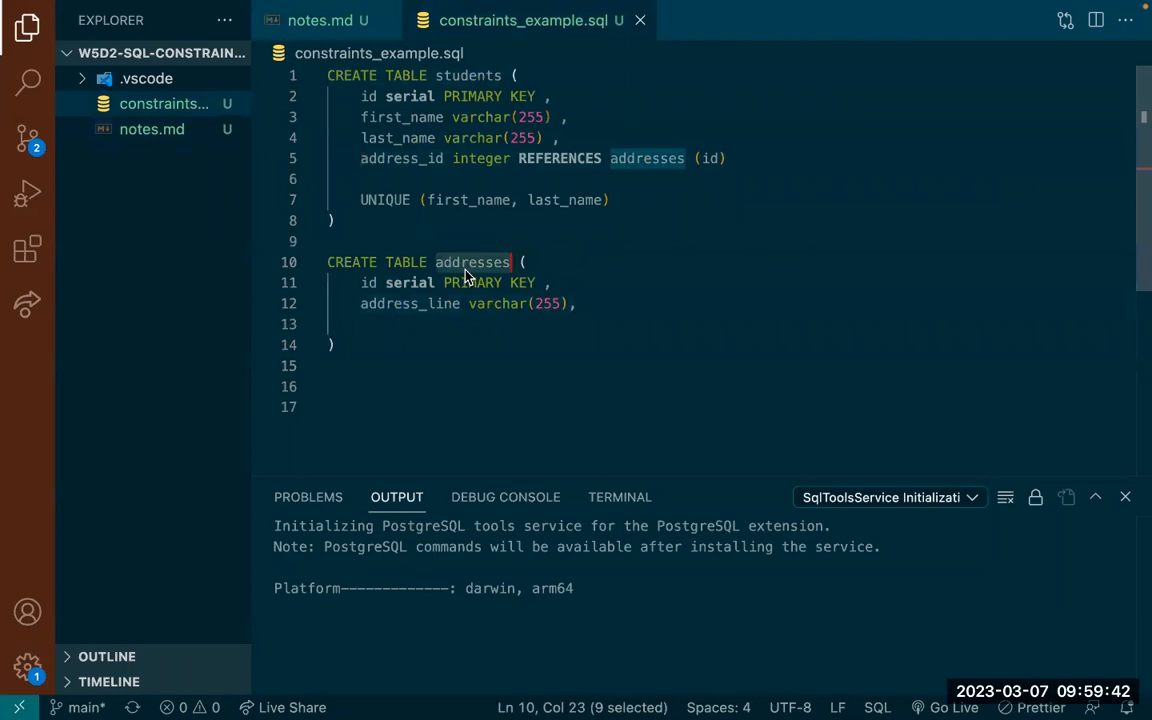 EXPLORER
notes.md U
constraints_example.sql U
W5D2-SQL-CONSTRAIN...
constraints_example.sql
.vscode
constraints... U
notes.md U
1 CREATE TABLE students (
2 id serial PRIMARY KEY ,
3 first_name varchar(255) ,
4 last_name varchar(255) ,
5 address_id integer REFERENCES addresses (id)
6
7 UNIQUE (first_name, last_name)
8 )
9
10 CREATE TABLE addresses (
11 id serial PRIMARY KEY ,
12 address_line varchar(255),
13
14 )
15
16
17
2
PROBLEMS OUTPUT DEBUG CONSOLE TERMINAL SqlToolsService Initializati
Initializing PostgreSQL tools service for the PostgreSQL extension.
Note: PostgreSQL commands will be available after installing the service.
Platform-------------: darwin, arm64
OUTLINE
TIMELINE
1
2023-03-07 09:59:42
main* 0 0 Live Share Ln 10, Col 23 (9 selected) Spaces: 4 UTF-8 LF SQL Go Live Prettier